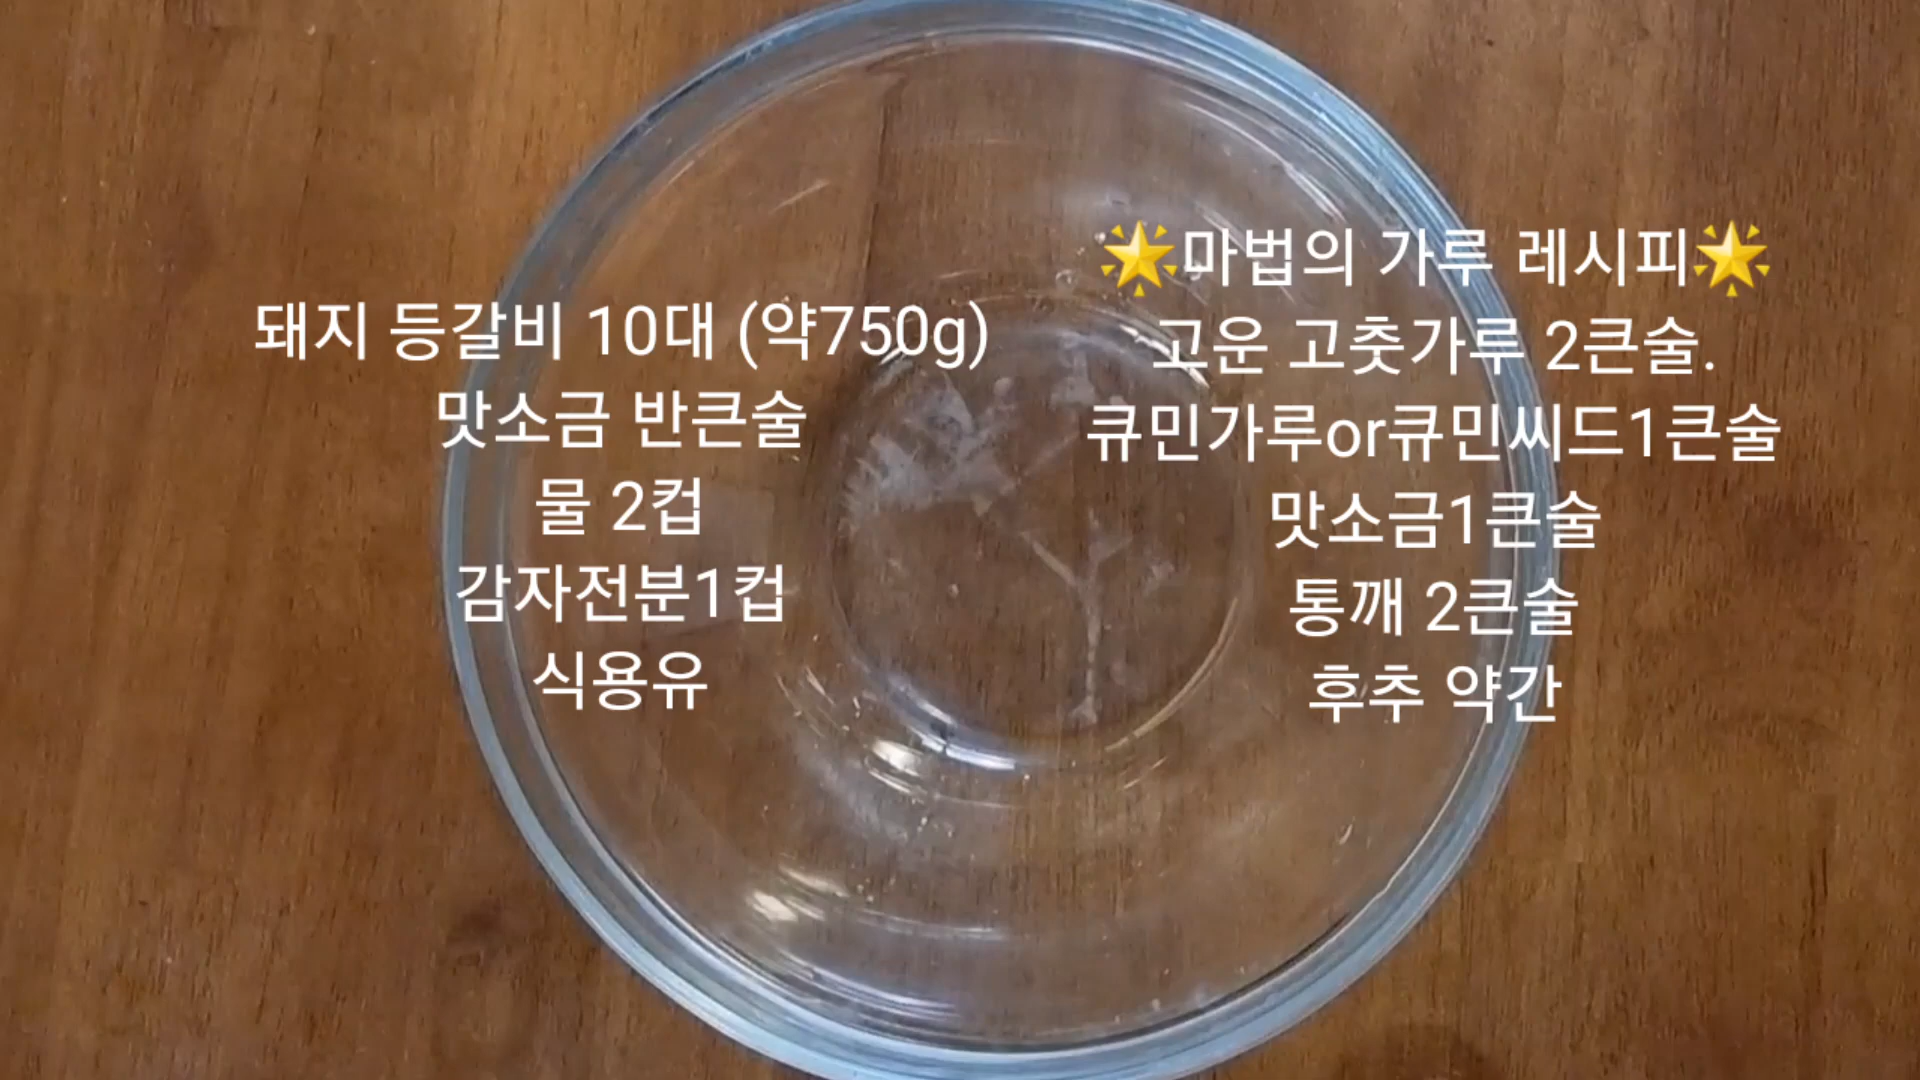 돼지 등갈비 10대 (약750g)
맛소금 반큰술
물 2컵
감자전분1컵
식용유
🌟마법의 가루 레시피🌟
고운 고춧가루 2큰술.
큐민가루or큐민씨드1큰술
맛소금1큰술
통깨 2큰술
후추 약간